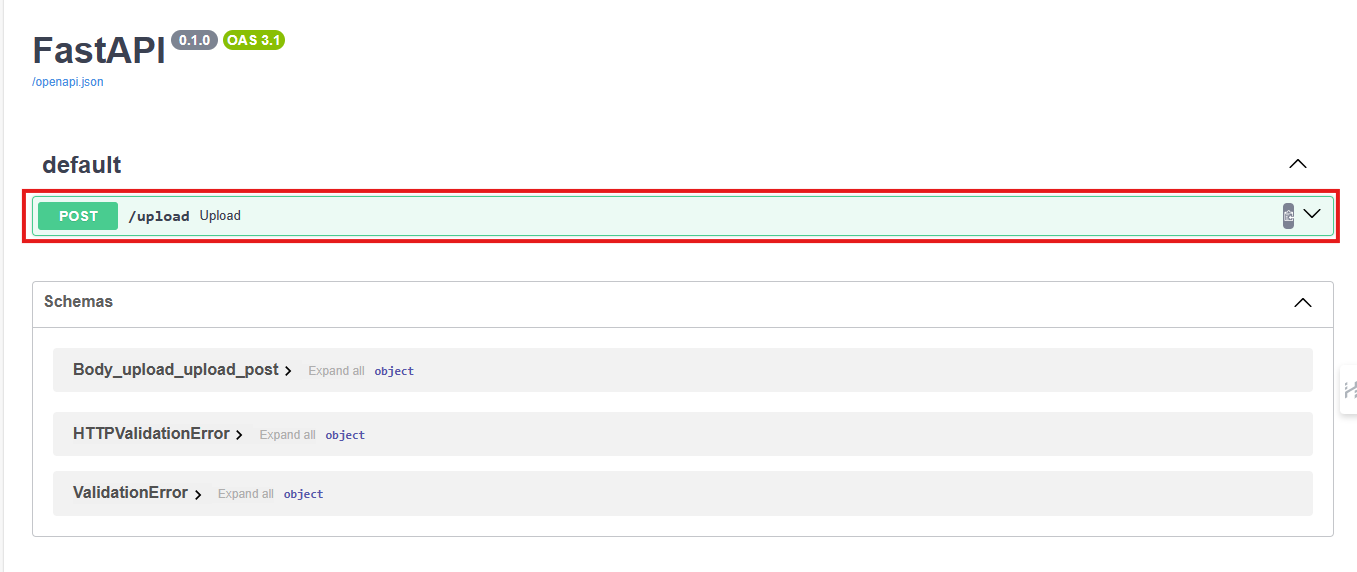 FastAPI 0.1.0 OAS 3.1
/openapi.json
default
POST /upload Upload
Schemas
Body_upload_upload_post Expand all object
HTTPValidationError Expand all object
ValidationError Expand all object